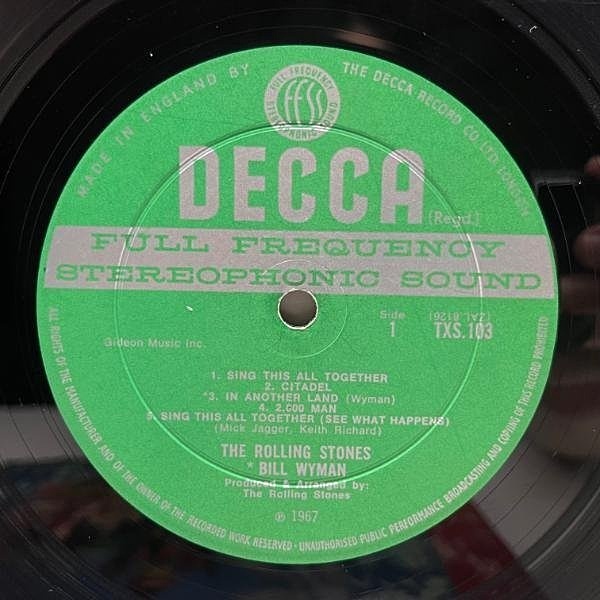 MADE IN ENGLAND BY
THE DECCA RECORD CO. LTD. LONDON
FULL FREQUENCY
STEREOPHONIC SOUND
FFSS
DECCA
(Regd.)
FULL FREQUENCY
STEREOPHONIC SOUND
Gideon Music Inc.
Side
1
(ZAL.8126)
TXS.103
1. SING THIS ALL TOGETHER
2. CITADEL
*3. IN ANOTHER LAND (Wyman)
4. 2.000 MAN
5. SING THIS ALL TOGETHER (SEE WHAT HAPPENS)
(Mick Jagger, Keith Richard)
THE ROLLING STONES
* BILL WYMAN
Produced & Arranged by:
The Rolling Stones
℗ 1967
ALL RIGHTS OF THE MANUFACTURER AND OF THE OWNER OF THE RECORDED WORK RESERVED · UNAUTHORISED PUBLIC PERFORMANCE BROADCASTING AND COPYING OF THIS RECORD PROHIBITED